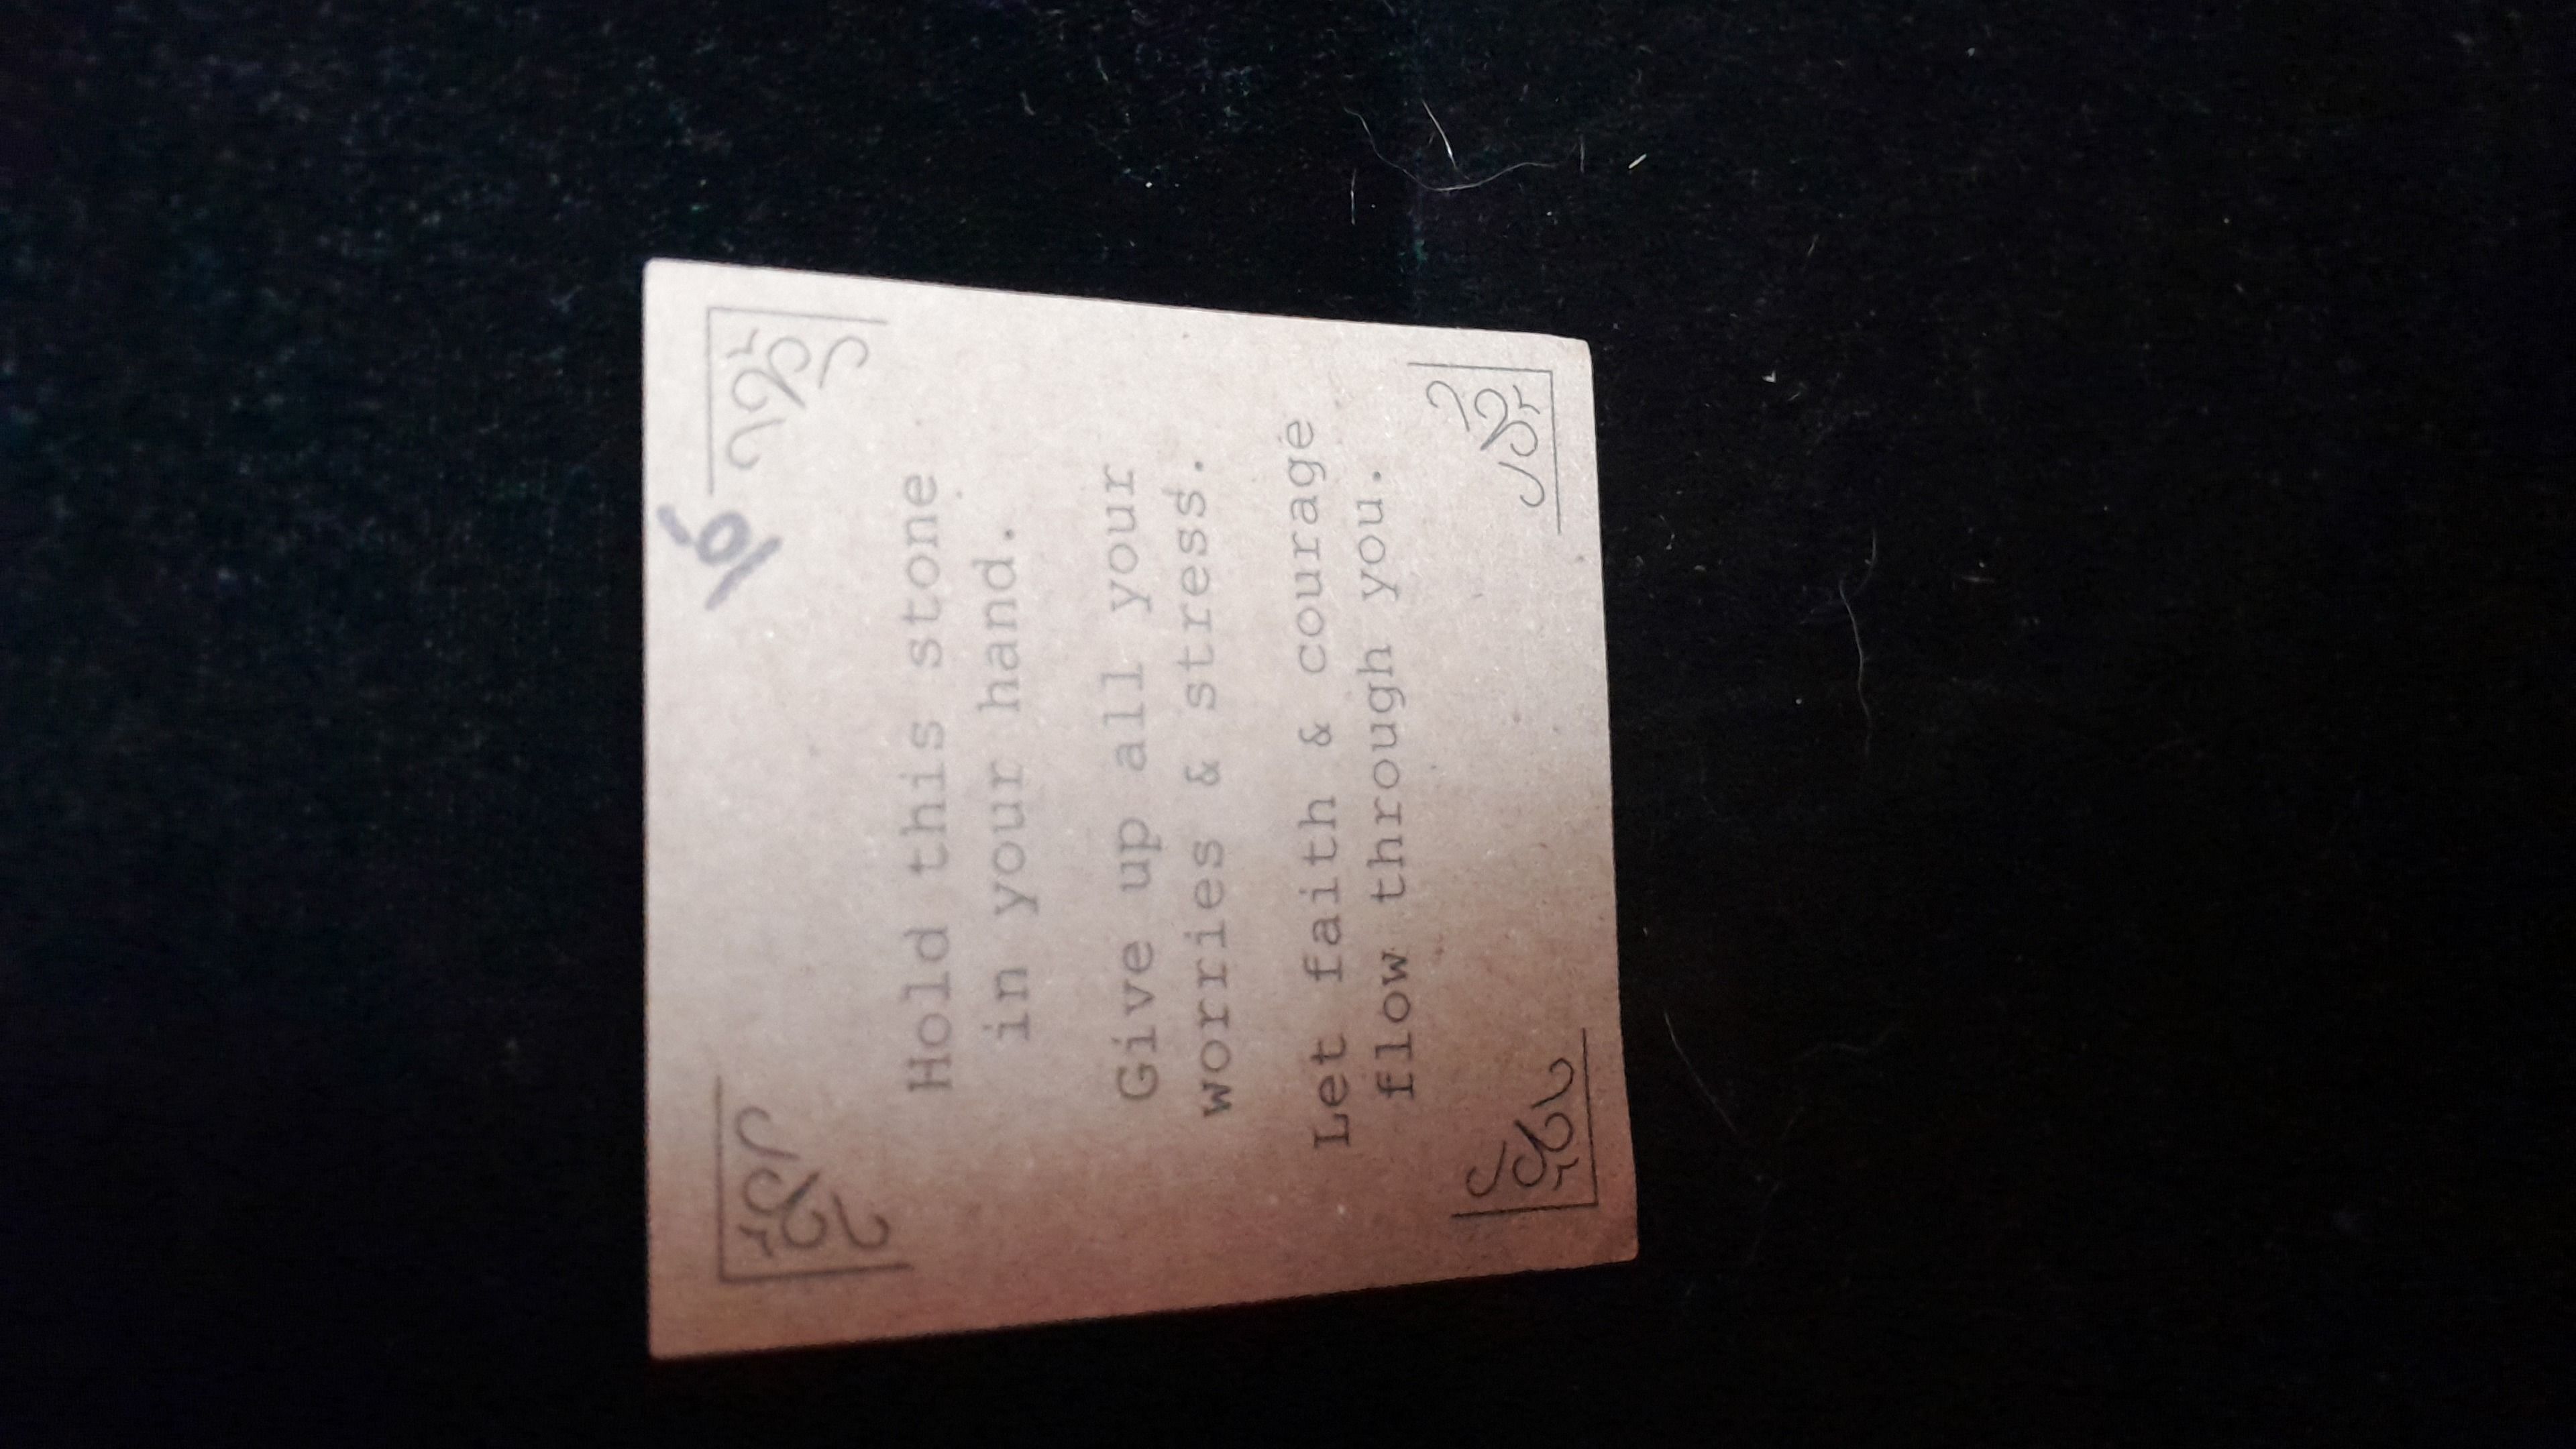 Hold this stone
in your hand.
Give up all your
worries & stress.
Let faith & courage
flow through you.